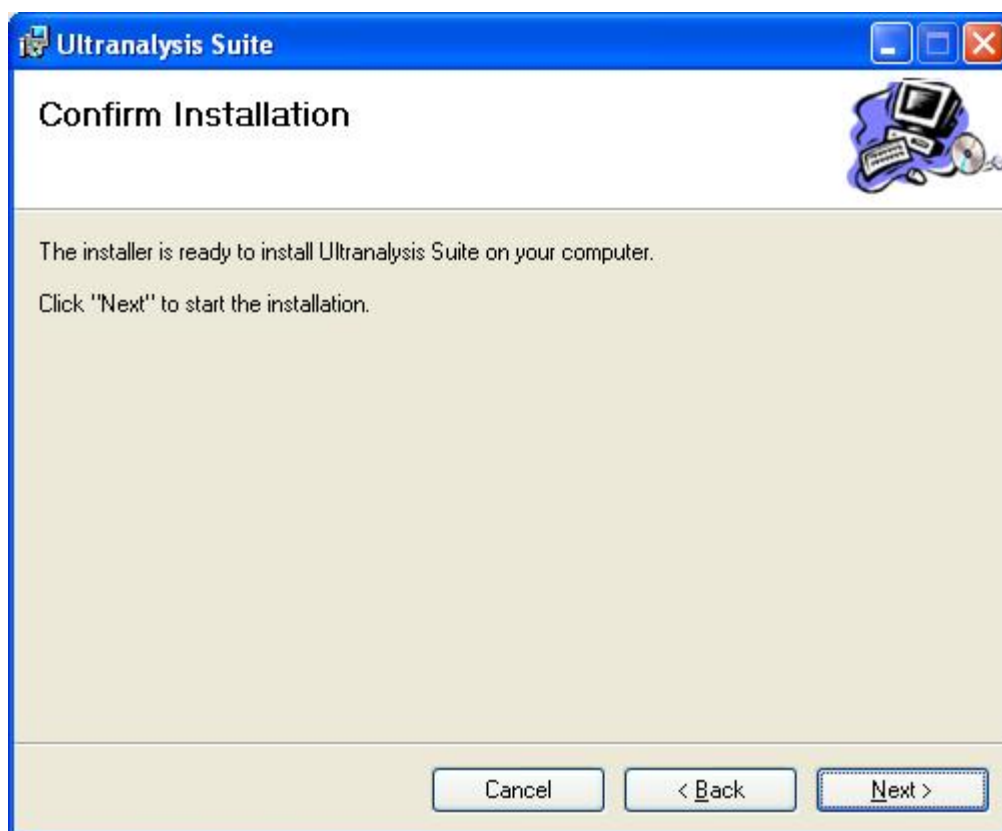 Ultranalysis Suite
Confirm Installation
The installer is ready to install Ultranalysis Suite on your computer.
Click "Next" to start the installation.
Cancel
< Back
Next >